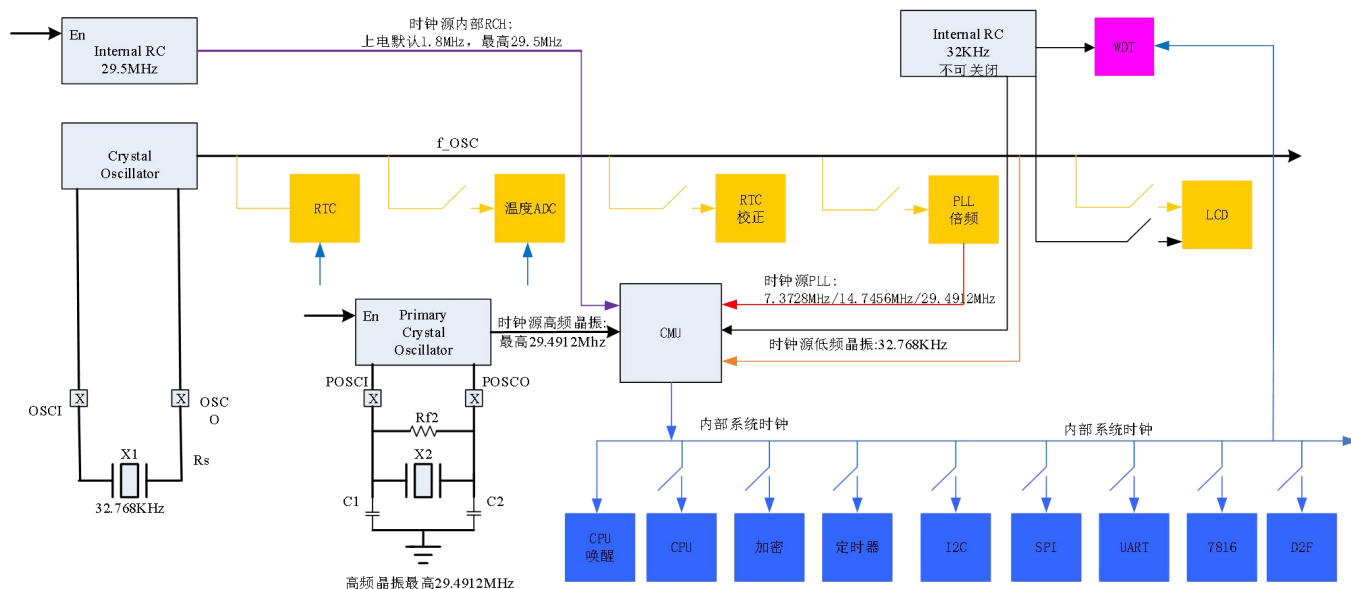 En
Internal RC
29.5MHz
时钟源内部RCH:
上电默认1.8MHz，最高29.5MHz
Internal RC
32KHz
不可关闭
WDT
f_OSC
Crystal
Oscillator
RTC
温度ADC
RTC
校正
PLL
倍频
LCD
时钟源PLL:
7.3728MHz/14.7456MHz/29.4912MHz
En
Primary
Crystal
Oscillator
时钟源高频晶振:
最高29.4912Mhz
CMU
时钟源低频晶振:32.768KHz
POSCI
POSCO
OSCI
OSC
O
Rf2
内部系统时钟
内部系统时钟
X
X
X
X
X1
Rs
X2
32.768KHz
C1
C2
CPU
唤醒
CPU
加密
定时器
I2C
SPI
UART
7816
D2F
高频晶振最高29.4912MHz